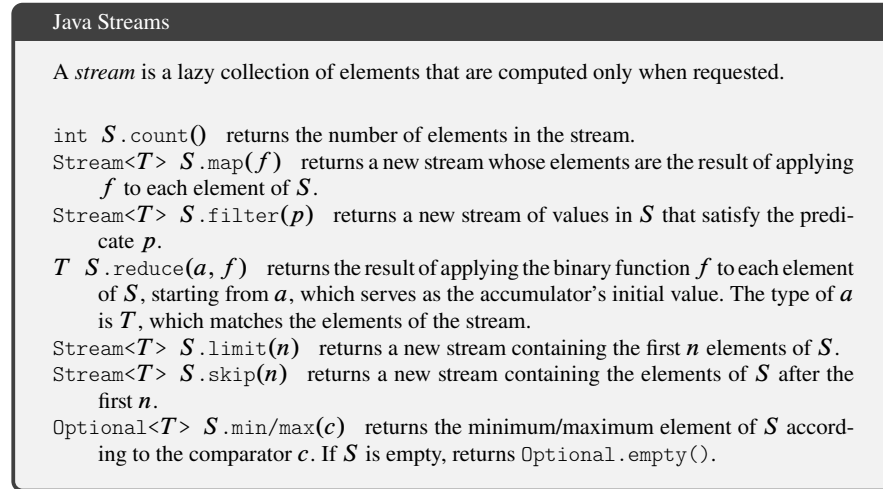 Java Streams
A stream is a lazy collection of elements that are computed only when requested.
int S.count() returns the number of elements in the stream.
Stream<T> S.map(f) returns a new stream whose elements are the result of applying
f to each element of S.
Stream<T> S.filter(p) returns a new stream of values in S that satisfy the predi-
cate p.
T S.reduce(a, f) returns the result of applying the binary function f to each element
of S, starting from a, which serves as the accumulator's initial value. The type of a
is T, which matches the elements of the stream.
Stream<T> S.limit(n) returns a new stream containing the first n elements of S.
Stream<T> S.skip(n) returns a new stream containing the elements of S after the
first n.
Optional<T> S.min/max(c) returns the minimum/maximum element of S accord-
ing to the comparator c. If S is empty, returns Optional.empty().